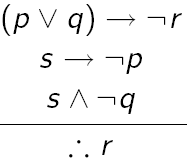 (p ∨ q) → ¬r
s → ¬p
s ∧ ¬q
∴ r